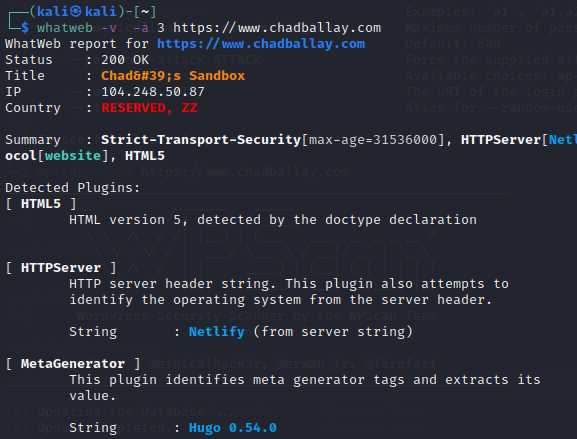 ┌──(kali㉿kali)-[~]
└─$ whatweb -v -a 3 https://www.chadballay.com
WhatWeb report for https://www.chadballay.com
Status    : 200 OK
Title     : Chad&#39;s Sandbox
IP        : 104.248.50.87
Country   : RESERVED, ZZ
Summary   : Strict-Transport-Security[max-age=31536000], HTTPServer[Netl
ocol[website], HTML5
Detected Plugins:
[ HTML5 ]
HTML version 5, detected by the doctype declaration
[ HTTPServer ]
HTTP server header string. This plugin also attempts to
identify the operating system from the server header.
String       : Netlify (from server string)
[ MetaGenerator ]
This plugin identifies meta generator tags and extracts its
value.
String       : Hugo 0.54.0